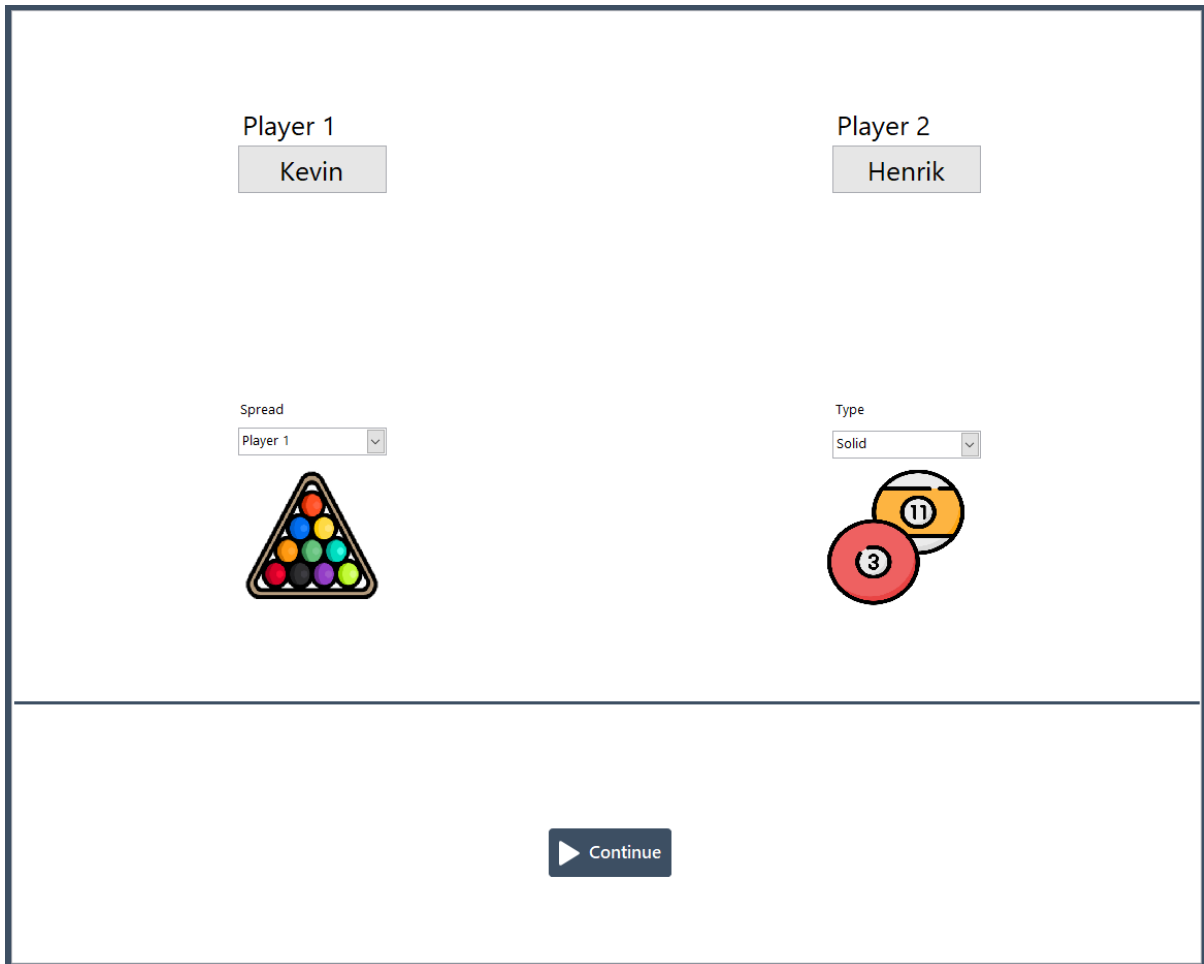 Player 1
Player 2
Kevin
Henrik
Spread
Type
Player 1
Solid
11
3
Continue